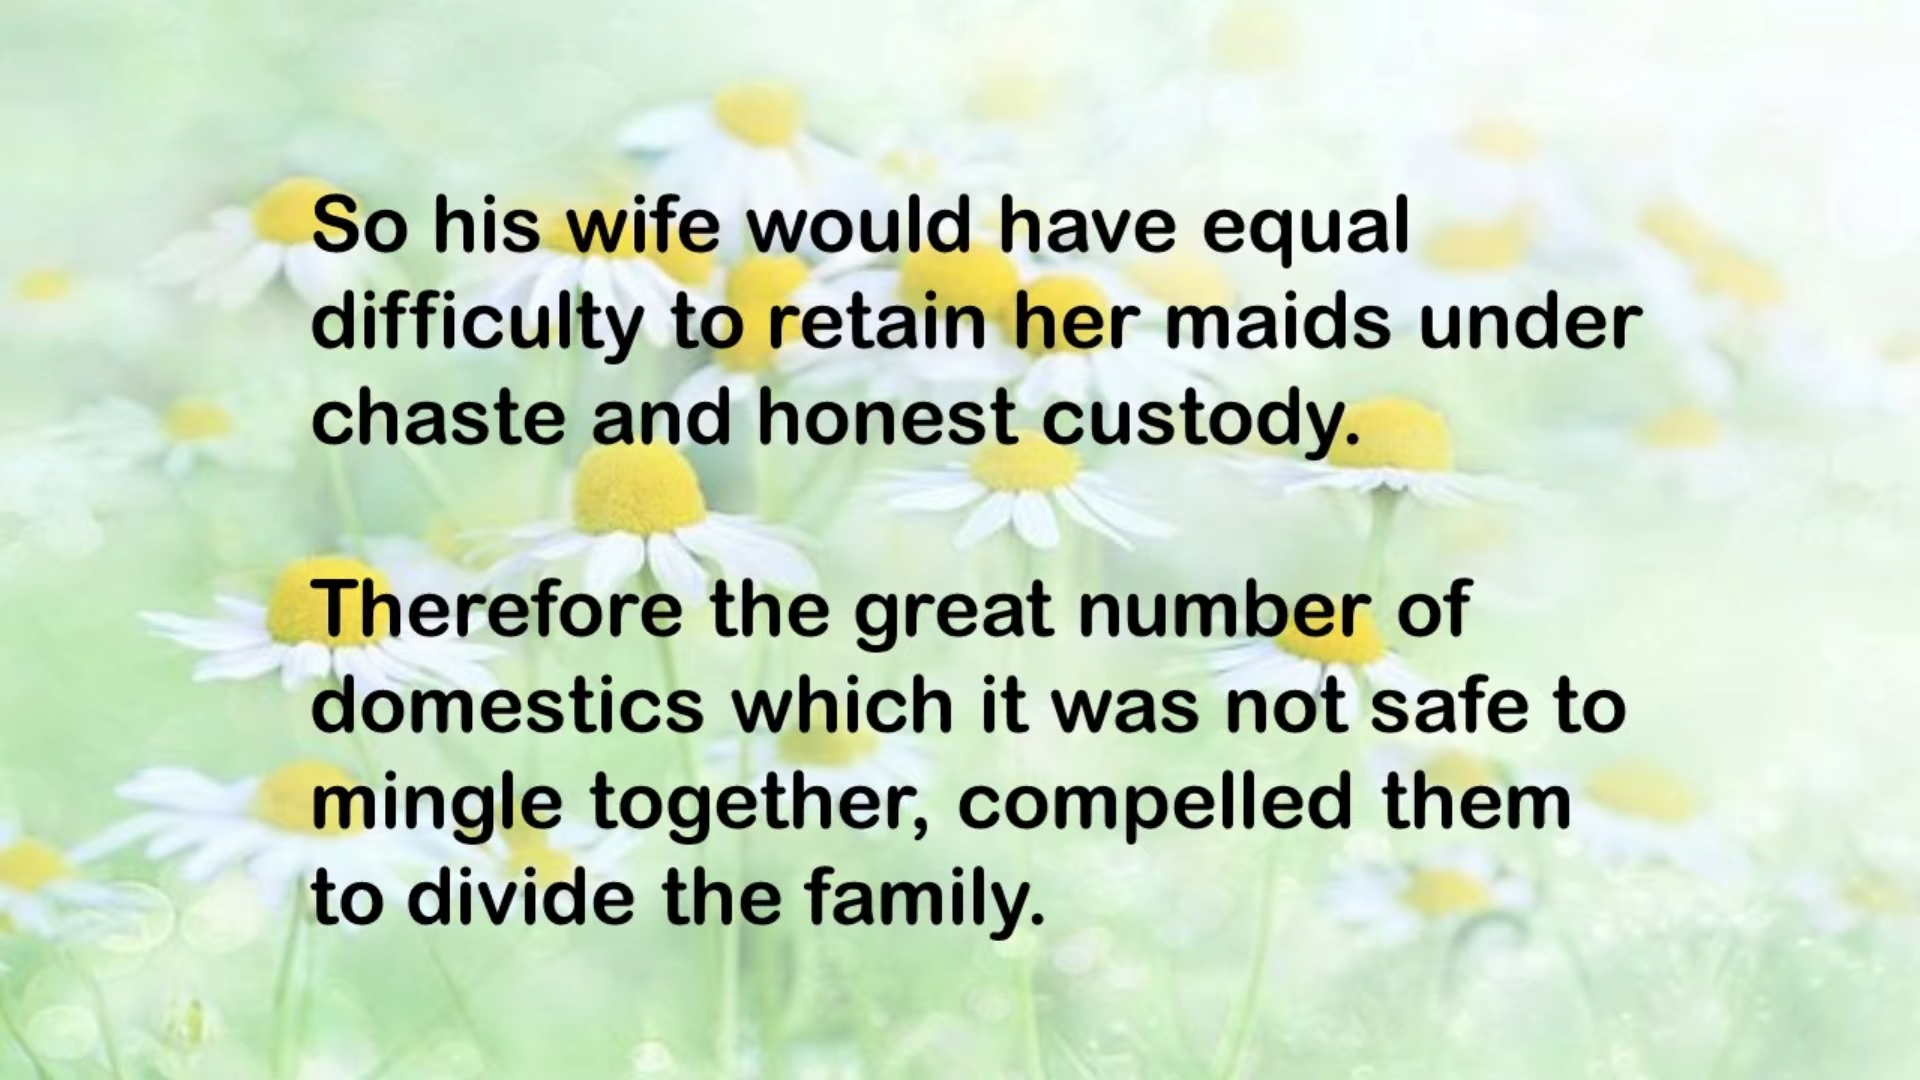 So his wife would have equal
difficulty to retain her maids under
chaste and honest custody.
Therefore the great number of
domestics which it was not safe to
mingle together, compelled them
to divide the family.